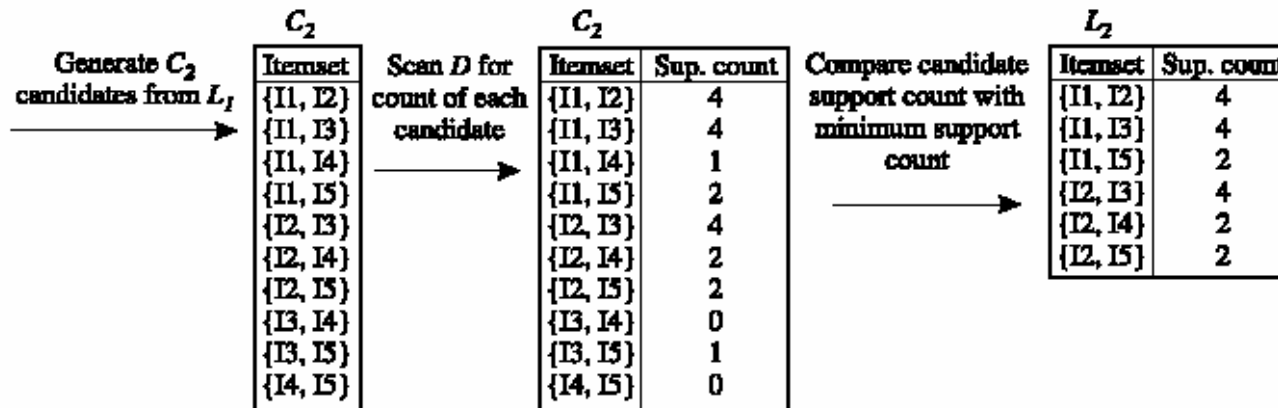 C2
C2
L2
Generate C2
candidates from L1
Itemset
{I1, I2}
{I1, I3}
{I1, I4}
{I1, I5}
{I2, I3}
{I2, I4}
{I2, I5}
{I3, I4}
{I3, I5}
{I4, I5}
Scan D for
count of each
candidate
Itemset Sup. count
{I1, I2} 4
{I1, I3} 4
{I1, I4} 1
{I1, I5} 2
{I2, I3} 4
{I2, I4} 2
{I2, I5} 2
{I3, I4} 0
{I3, I5} 1
{I4, I5} 0
Compare candidate
support count with
minimum support
count
Itemset Sup. count
{I1, I2} 4
{I1, I3} 4
{I1, I5} 2
{I2, I3} 4
{I2, I4} 2
{I2, I5} 2